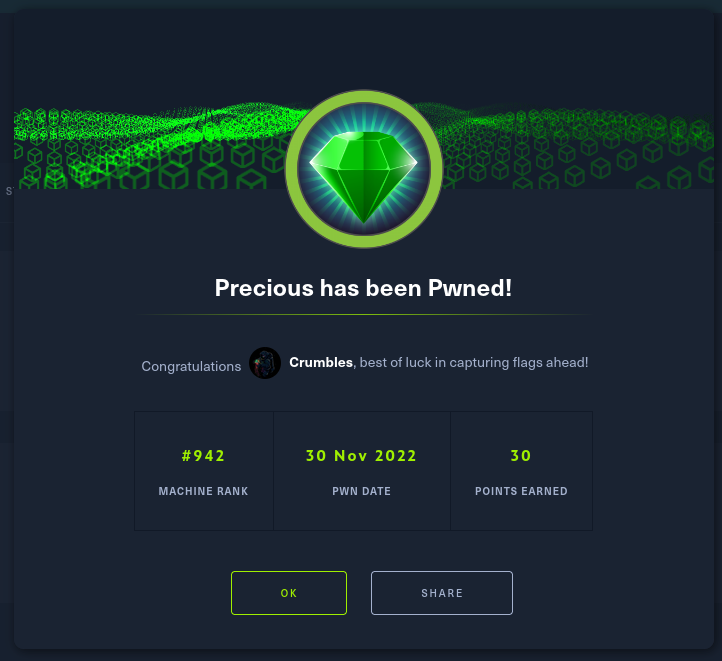 Precious has been Pwned!
Congratulations Crumbles, best of luck in capturing flags ahead!
#942 30 Nov 2022 30
MACHINE RANK PWN DATE POINTS EARNED
OK SHARE